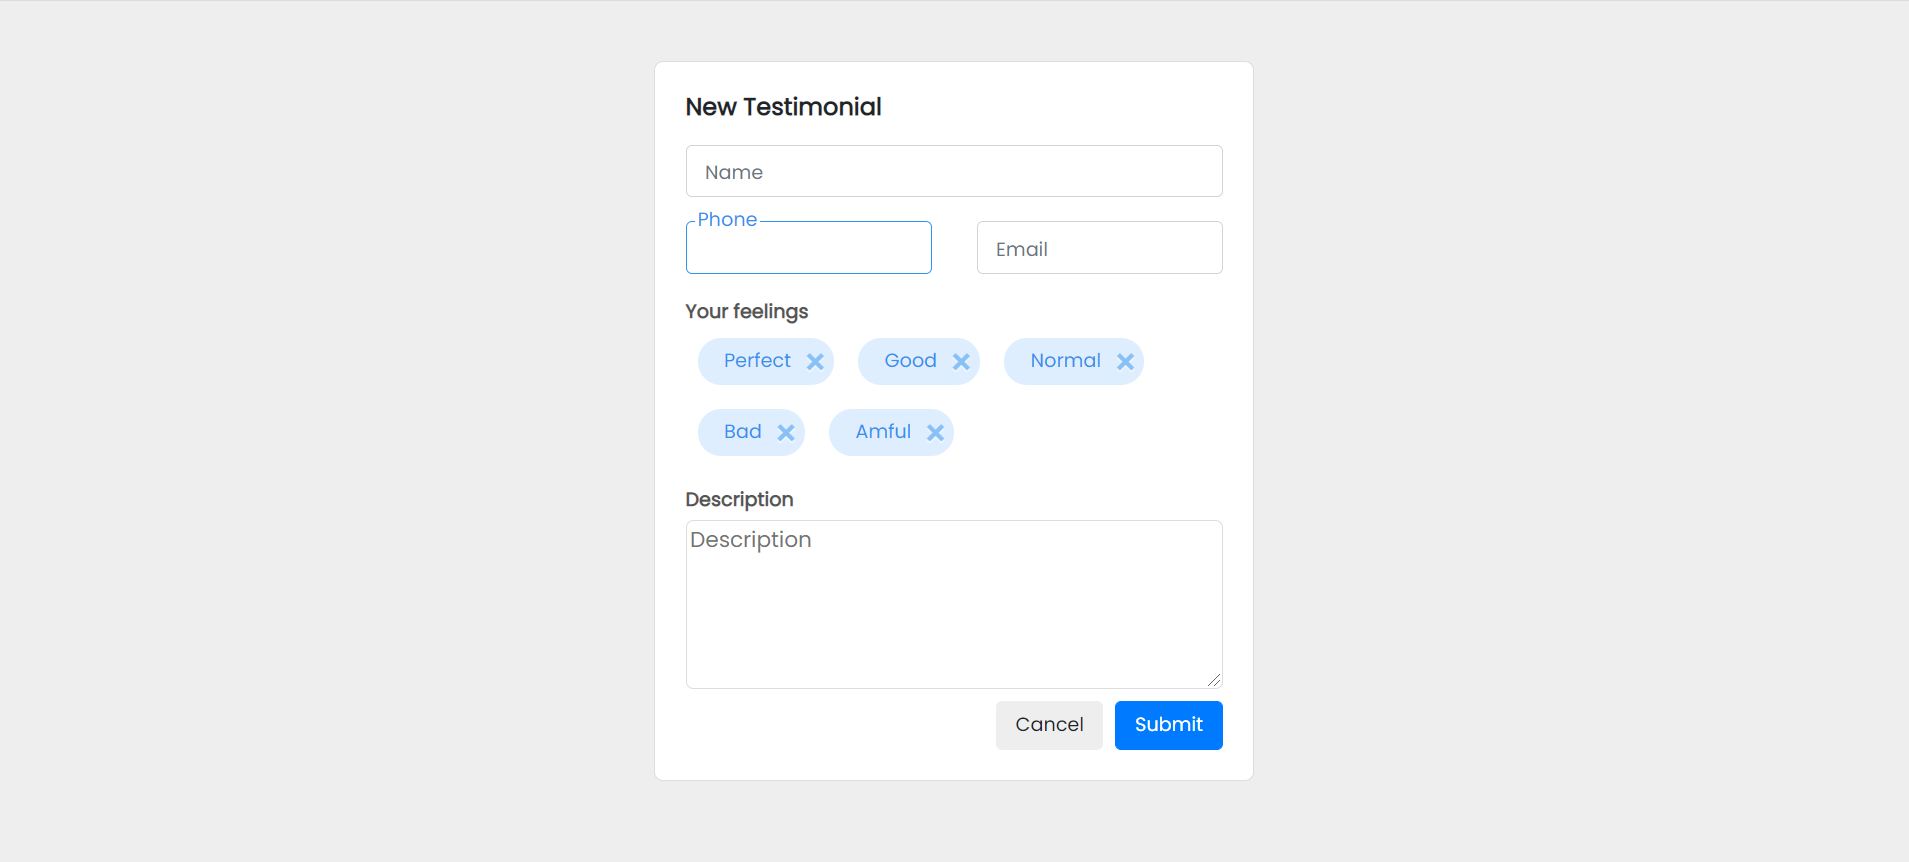 New Testimonial
Name
Phone
Email
Your feelings
Perfect Good Normal
Bad Amful
Description
Description
Cancel Submit